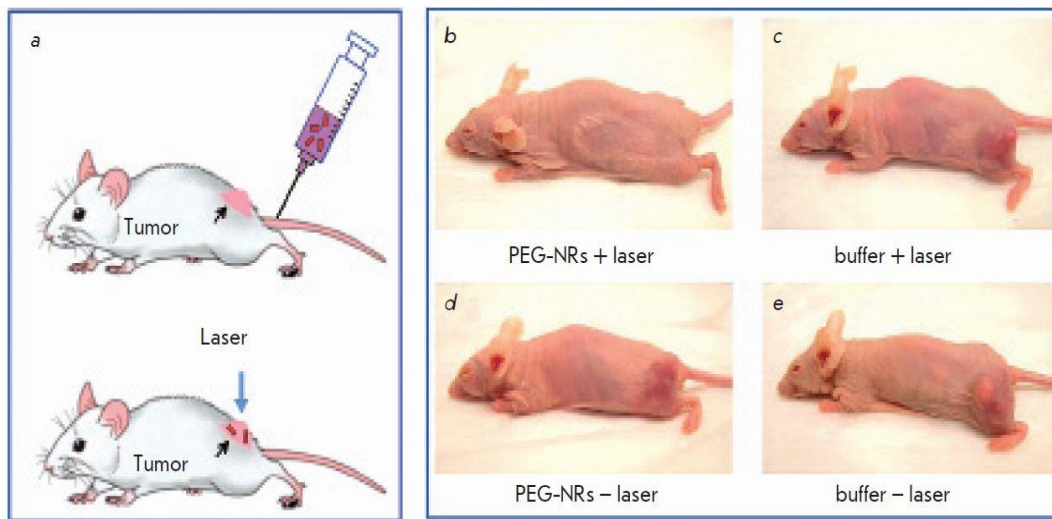 a
Tumor
Laser
Tumor
b
c
PEG-NRs + laser
buffer + laser
d
e
PEG-NRs – laser
buffer – laser